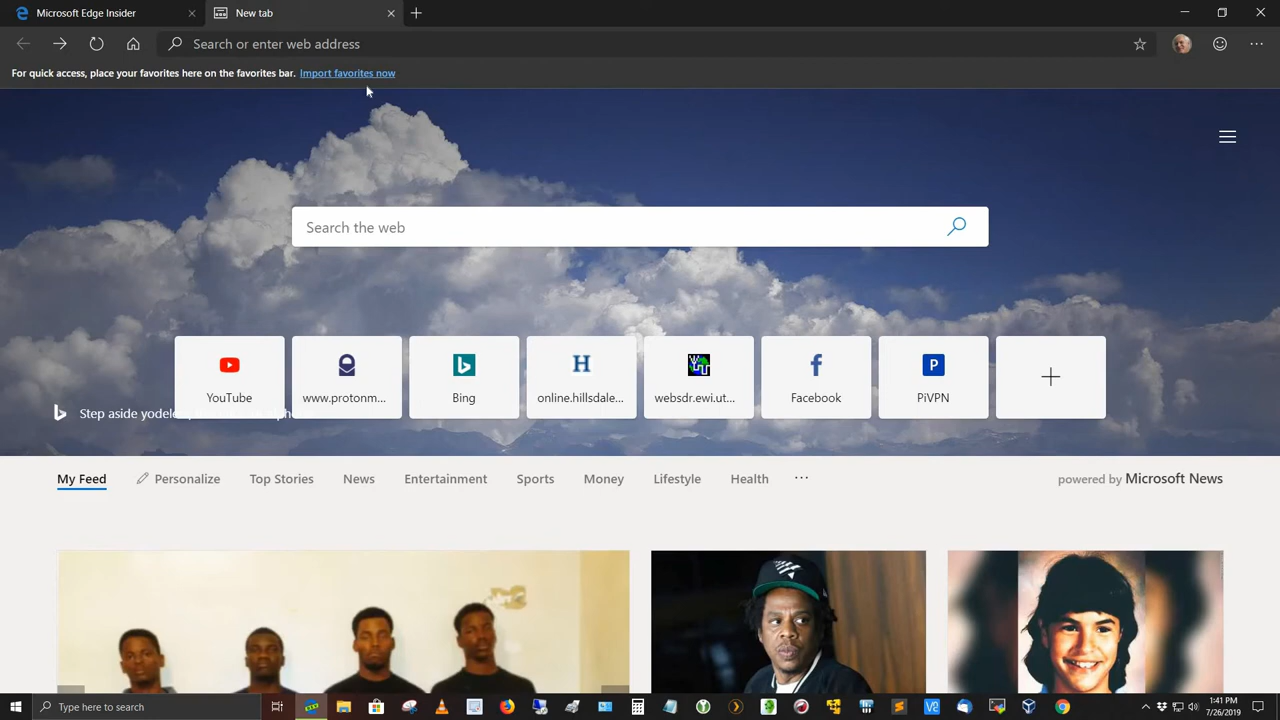 Microsoft Edge Insider
New tab
Search or enter web address
For quick access, place your favorites here on the favorites bar. Import favorites now
Search the web
YouTube
www.protonm...
Bing
online.hillsdale...
websdr.ewi.ut...
Facebook
PiVPN
Step aside yodelers
My Feed
Personalize
Top Stories
News
Entertainment
Sports
Money
Lifestyle
Health
powered by Microsoft News
Type here to search
1:41 PM
7/26/2019